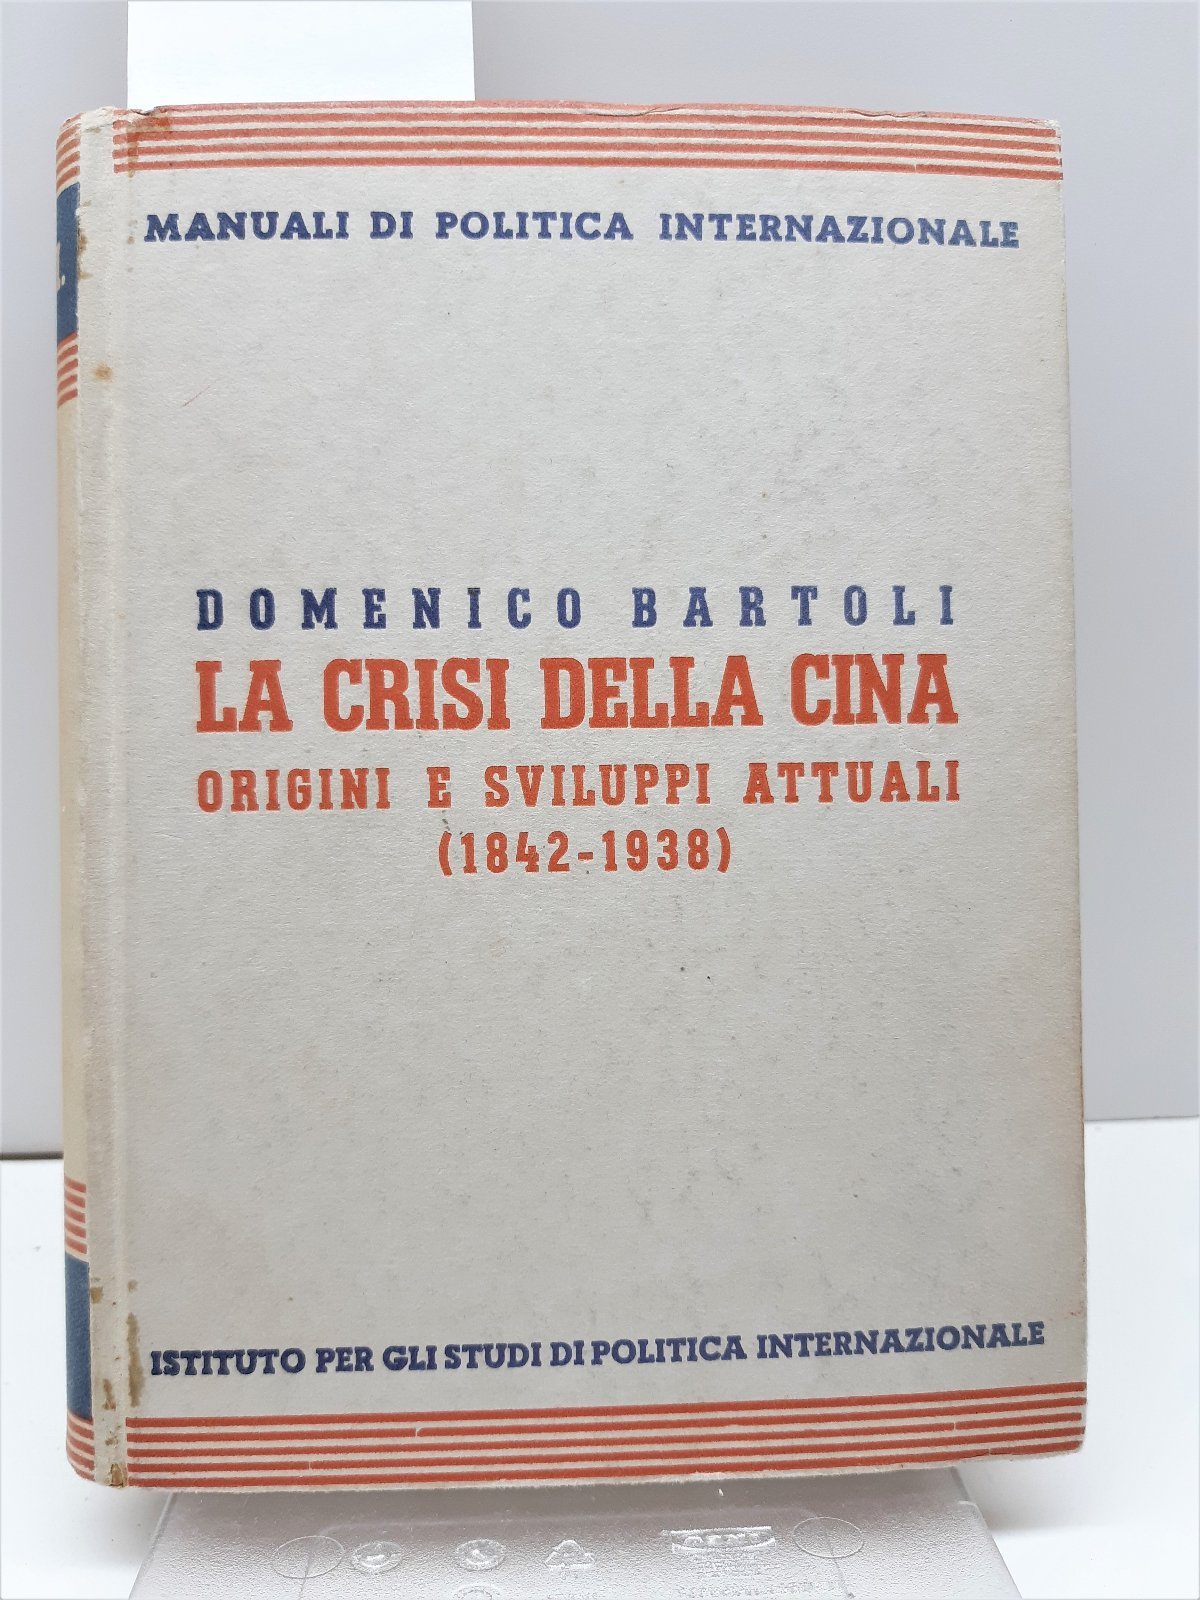 MANUALI DI POLITICA INTERNAZIONALE
DOMENICO BARTOLI
LA CRISI DELLA CINA
ORIGINI E SVILUPPI ATTUALI
(1842-1938)
ISTITUTO PER GLI STUDI DI POLITICA INTERNAZIONALE